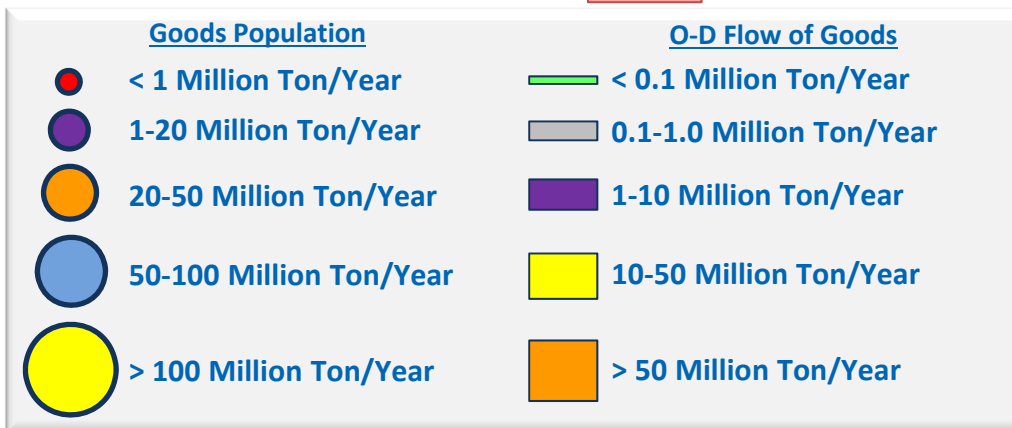 Goods Population
< 1 Million Ton/Year
1-20 Million Ton/Year
20-50 Million Ton/Year
50-100 Million Ton/Year
> 100 Million Ton/Year
O-D Flow of Goods
< 0.1 Million Ton/Year
0.1-1.0 Million Ton/Year
1-10 Million Ton/Year
10-50 Million Ton/Year
> 50 Million Ton/Year